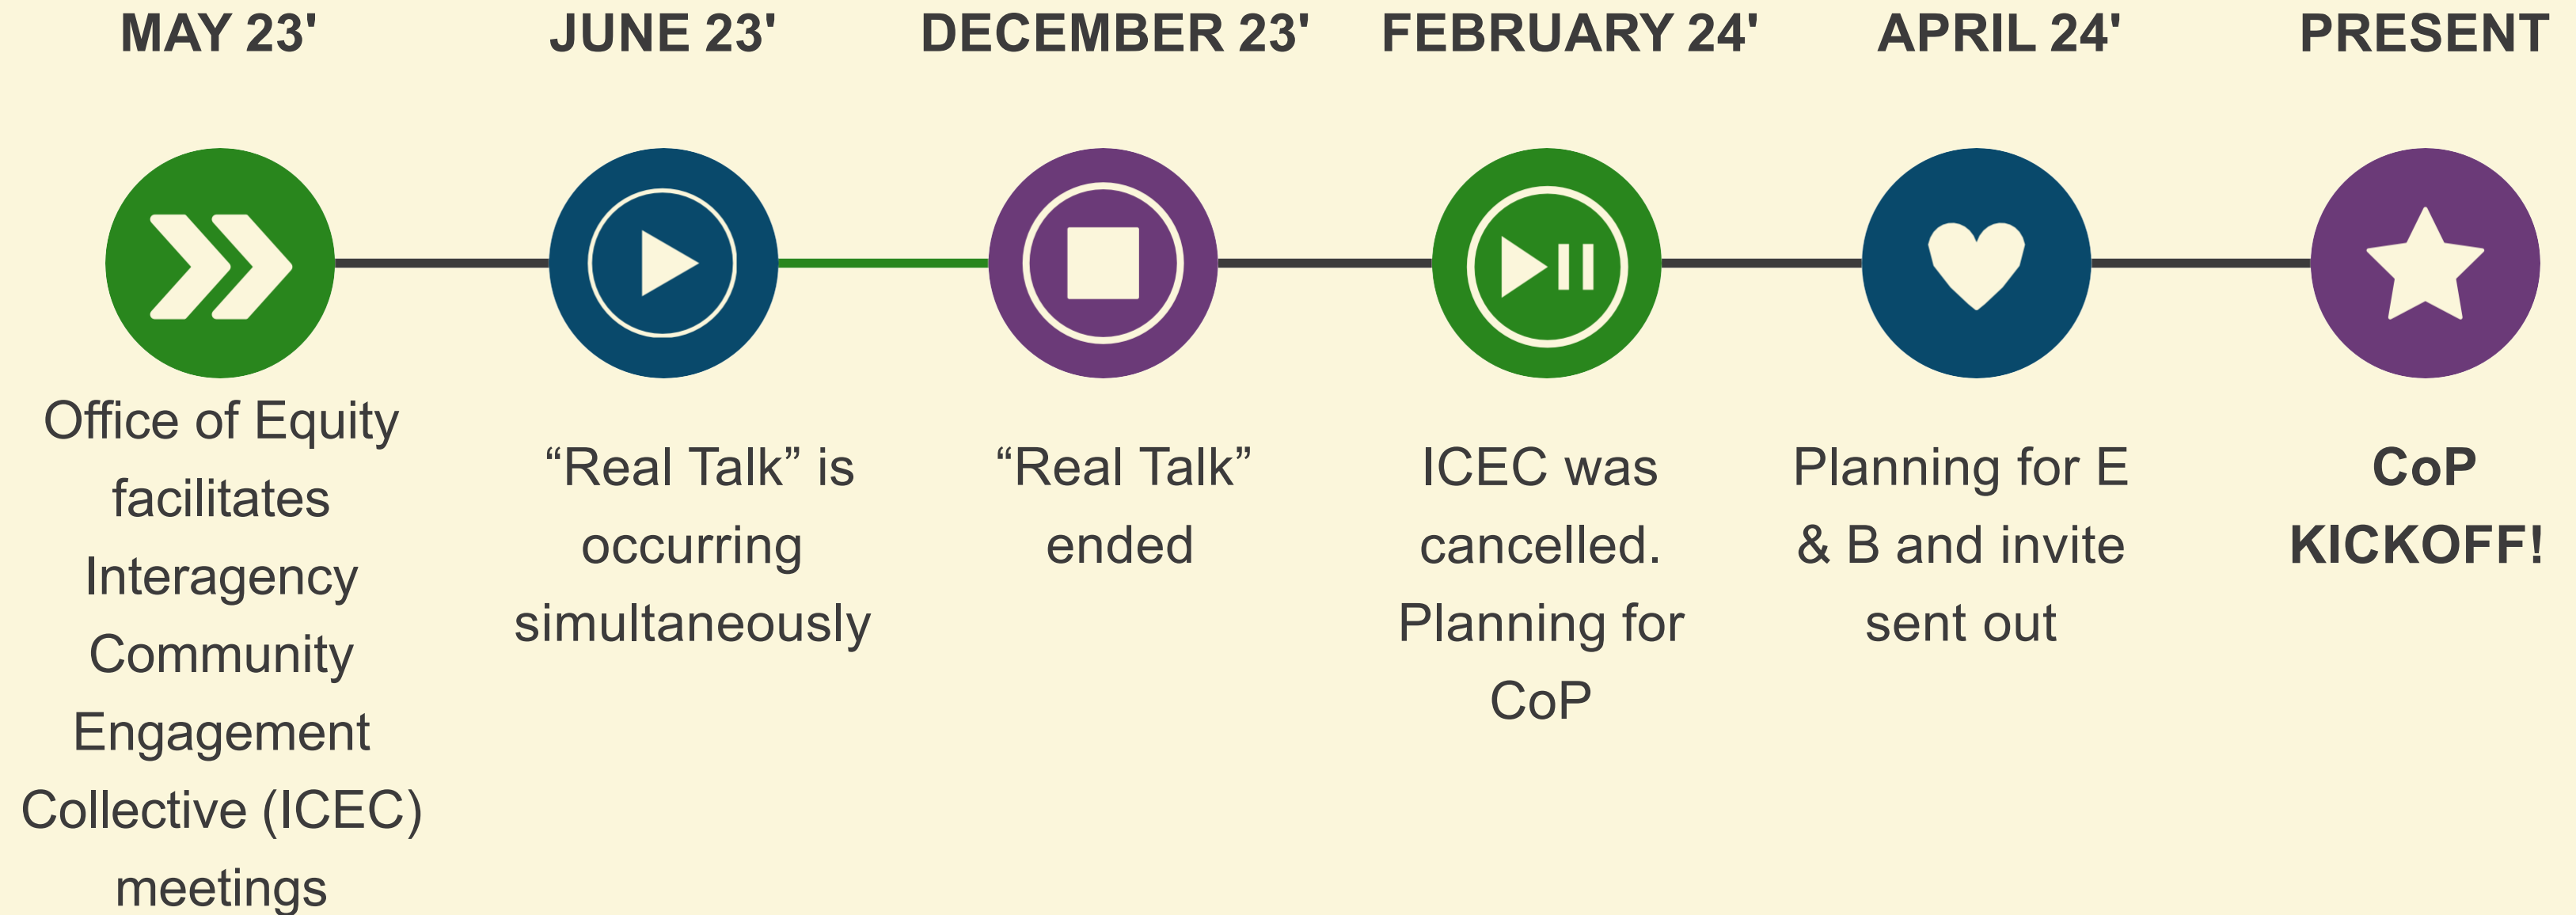 MAY 23'
Office of Equity
facilitates
Interagency
Community
Engagement
Collective (ICEC)
meetings
JUNE 23'
“Real Talk” is
occurring
simultaneously
DECEMBER 23'
“Real Talk”
ended
FEBRUARY 24'
ICEC was
cancelled.
Planning for
CoP
APRIL 24'
Planning for E
& B and invite
sent out
PRESENT
CoP
KICKOFF!